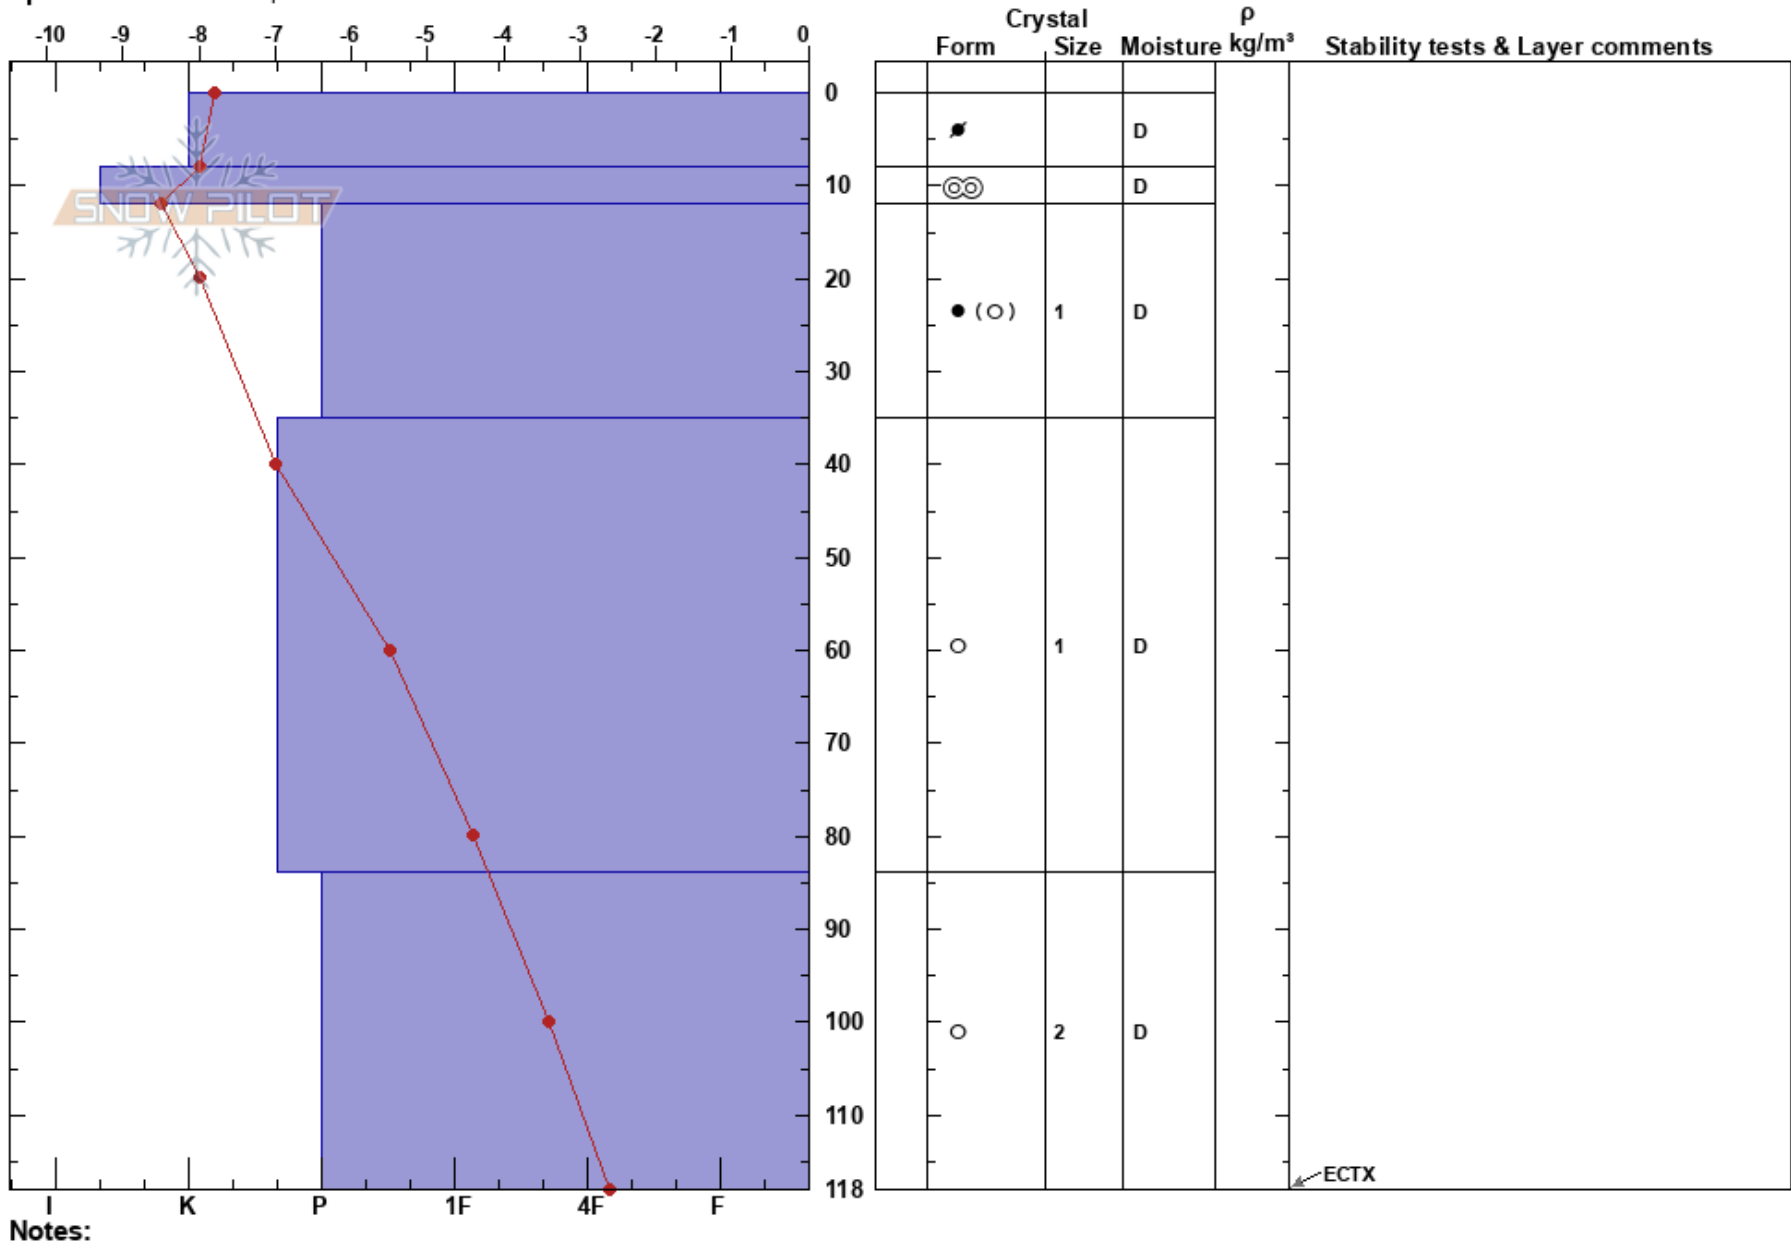 Crystal ρ
-10 -9 -8 -7 -6 -5 -4 -3 -2 -1 0 Form Size Moisture kg/m³ Stability tests & Layer comments
0
D
10 D
SNOW PILOT
20
(○) 1 D
30
40
50
60 1 D
70
80
90
100 2 D
110
ECTX
118
I K P 1F 4F F
Notes: